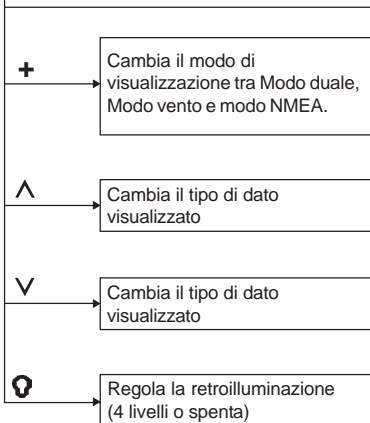 +
Cambia il modo di
visualizzazione tra Modo duale,
Modo vento e modo NMEA.
Λ
Cambia il tipo di dato
visualizzato
V
Cambia il tipo di dato
visualizzato
Regola la retroilluminazione
(4 livelli o spenta)